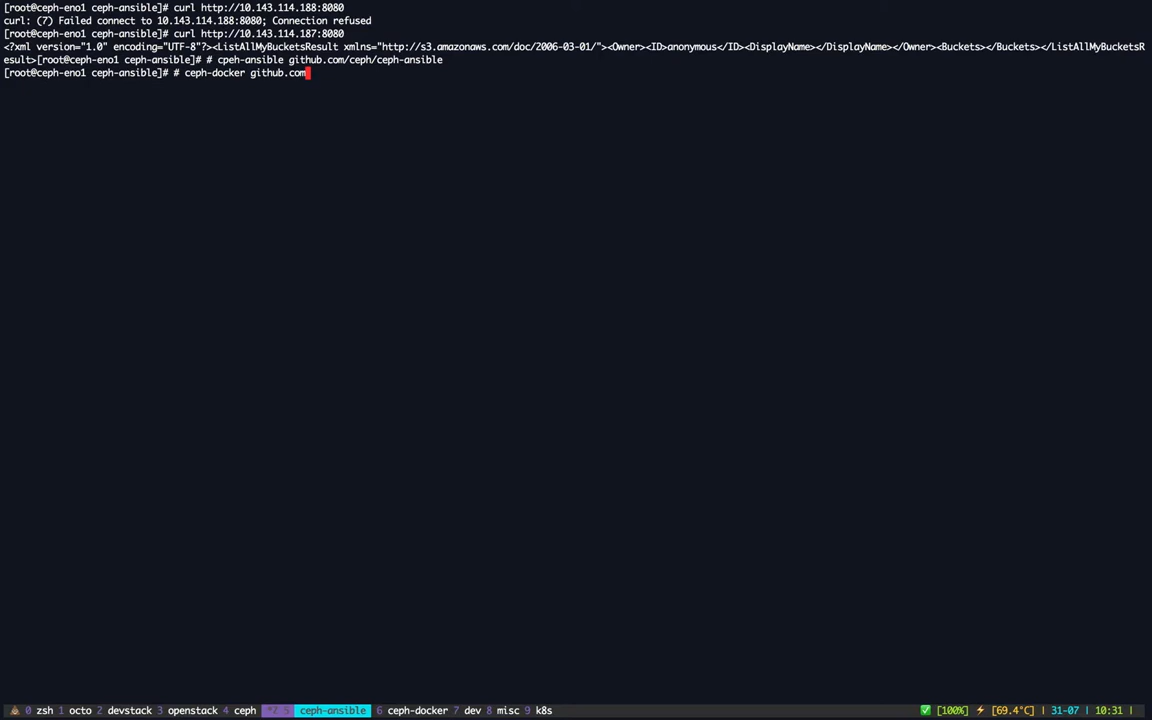 [root@ceph-eno1 ceph-ansible]# curl http://10.143.114.188:8080
curl: (7) Failed connect to 10.143.114.188:8080; Connection refused
[root@ceph-eno1 ceph-ansible]# curl http://10.143.114.187:8080
<?xml version="1.0" encoding="UTF-8"?><ListAllMyBucketsResult xmlns="http://s3.amazonaws.com/doc/2006-03-01/"><Owner><ID>anonymous</ID><DisplayName></DisplayName></Owner><Buckets></Buckets></ListAllMyBucketsR
esult>[root@ceph-eno1 ceph-ansible]# # cpeh-ansible github.com/ceph/ceph-ansible
[root@ceph-eno1 ceph-ansible]# # ceph-docker github.com
💩 0 zsh 1 octo 2 devstack 3 openstack 4 ceph *2 5 ceph-ansible 6 ceph-docker 7 dev 8 misc 9 k8s ✅ [100%] ⚡ [69.4°C] | 31-07 | 10:31 |